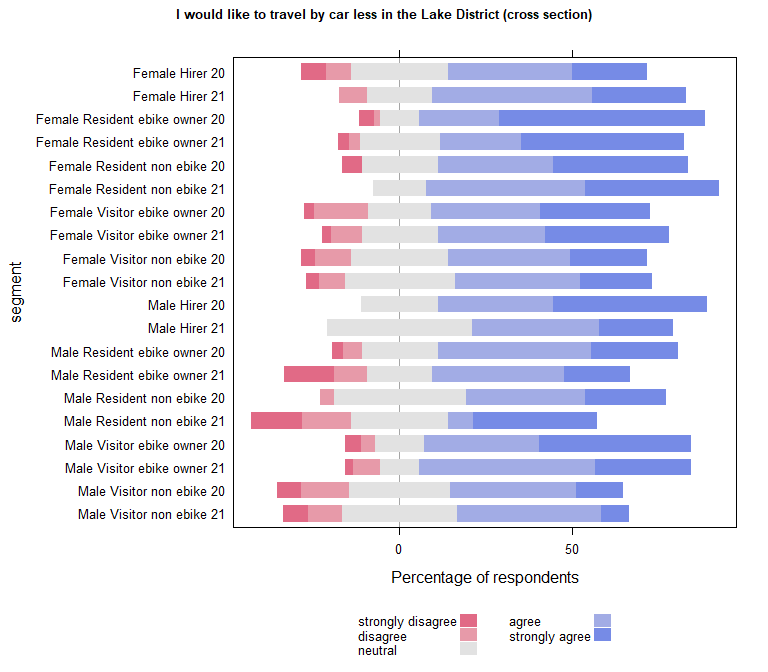 I would like to travel by car less in the Lake District (cross section)
Female Hirer 20
Female Hirer 21
Female Resident ebike owner 20
Female Resident ebike owner 21
Female Resident non ebike 20
Female Resident non ebike 21
Female Visitor ebike owner 20
Female Visitor ebike owner 21
Female Visitor non ebike 20
Female Visitor non ebike 21
Male Hirer 20
Male Hirer 21
Male Resident ebike owner 20
Male Resident ebike owner 21
Male Resident non ebike 20
Male Resident non ebike 21
Male Visitor ebike owner 20
Male Visitor ebike owner 21
Male Visitor non ebike 20
Male Visitor non ebike 21
segment
0 50
Percentage of respondents
strongly disagree agree
disagree strongly agree
neutral